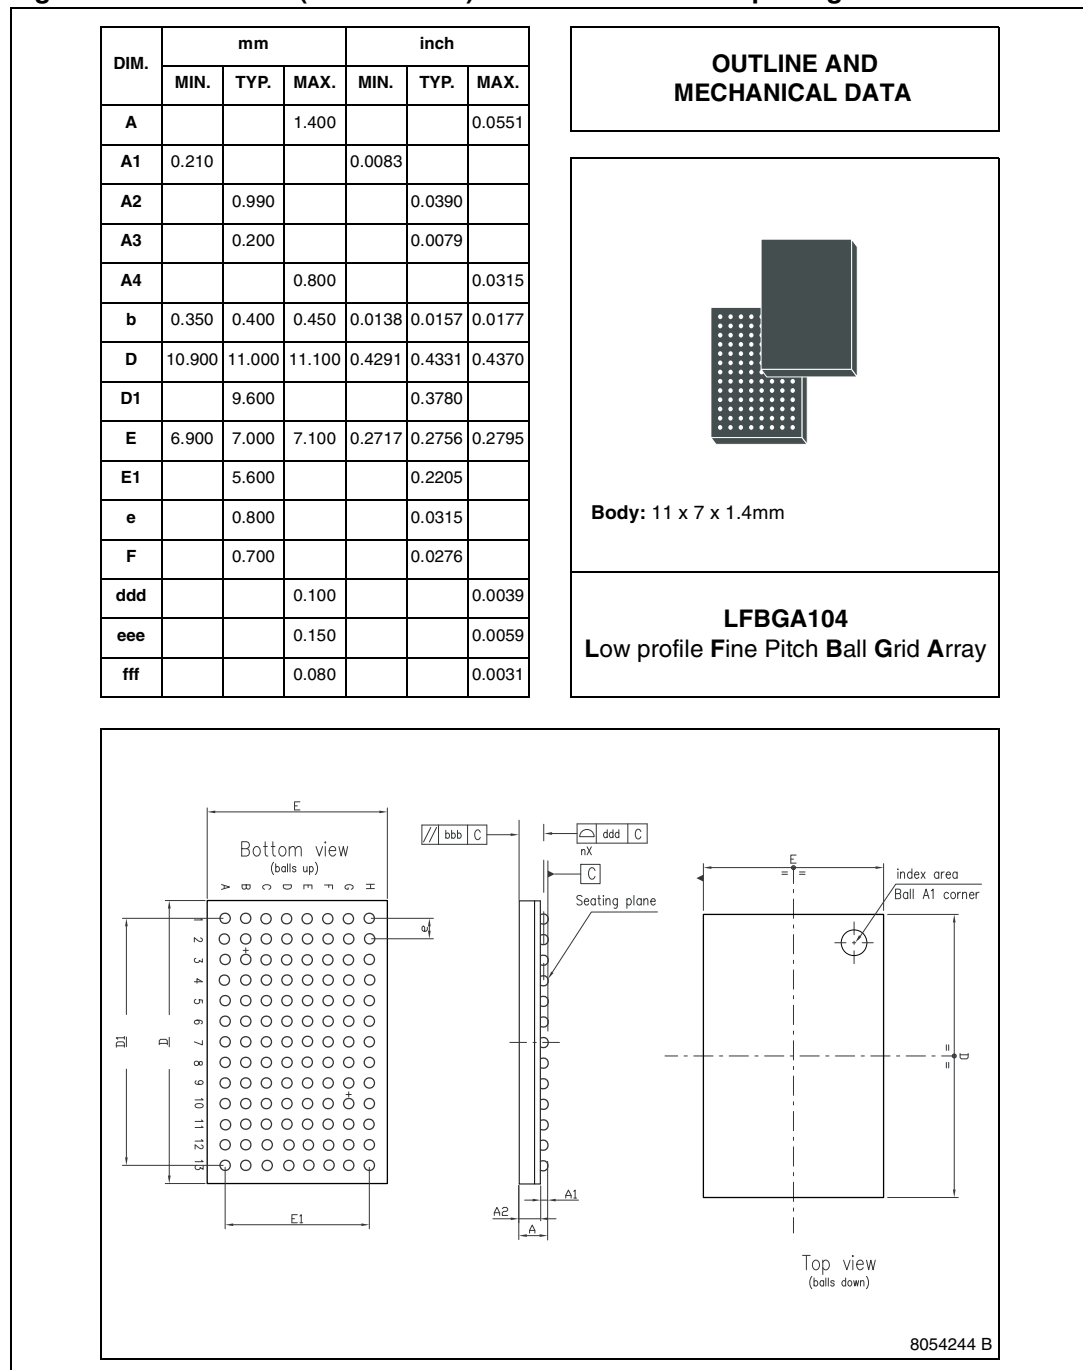 DIM. mm inch
MIN. TYP. MAX. MIN. TYP. MAX.
A 1.400 0.0551
A1 0.210 0.0083
A2 0.990 0.0390
A3 0.200 0.0079
A4 0.800 0.0315
b 0.350 0.400 0.450 0.0138 0.0157 0.0177
D 10.900 11.000 11.100 0.4291 0.4331 0.4370
D1 9.600 0.3780
E 6.900 7.000 7.100 0.2717 0.2756 0.2795
E1 5.600 0.2205
e 0.800 0.0315
F 0.700 0.0276
ddd 0.100 0.0039
eee 0.150 0.0059
fff 0.080 0.0031
OUTLINE AND
MECHANICAL DATA
Body: 11 x 7 x 1.4mm
LFBGA104
Low profile Fine Pitch Ball Grid Array
E
Bottom view
(balls up)
A B C D E F G H
1
2
3
4
5
6
7
8
9
10
11
12
13
D1
D
e
E1
// bbb C
ddd C
nX
C
Seating plane
A1
A2
A
E
= =
index area
Ball A1 corner
= D =
Top view
(balls down)
8054244 B